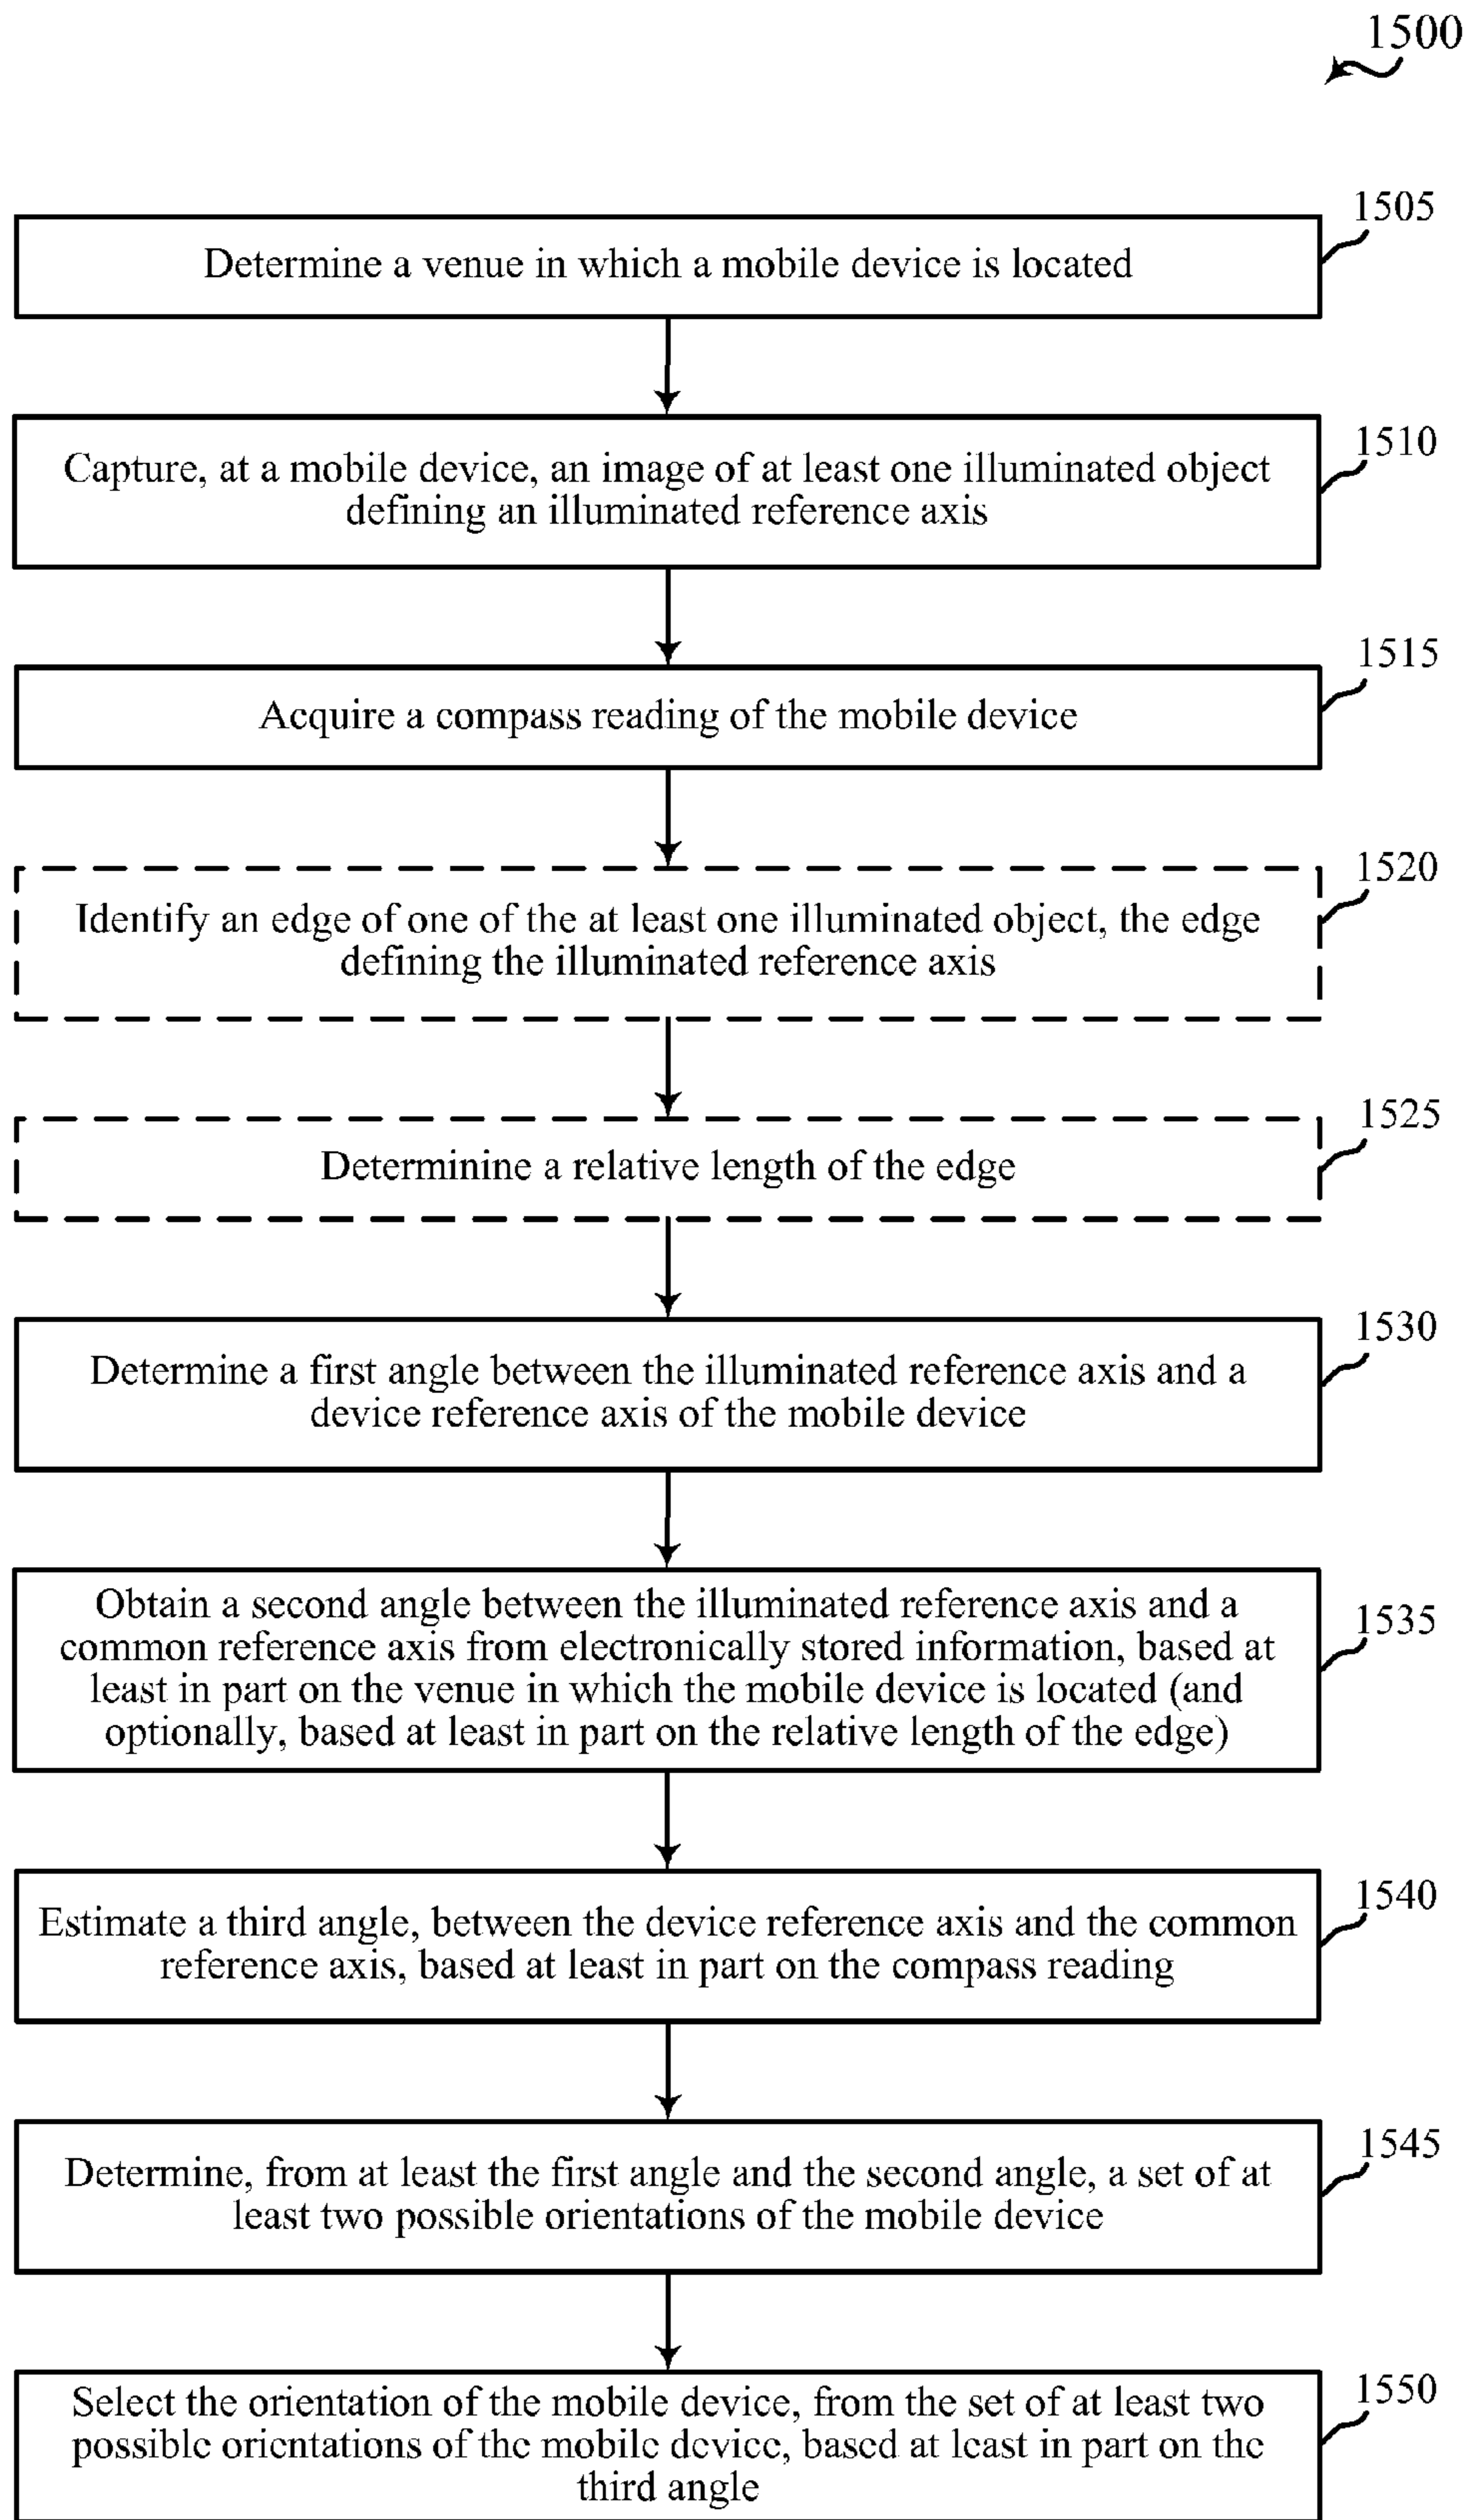 1500
1505
Determine a venue in which a mobile device is located
1510
Capture, at a mobile device, an image of at least one illuminated object
defining an illuminated reference axis
1515
Acquire a compass reading of the mobile device
1520
Identify an edge of one of the at least one illuminated object, the edge
defining the illuminated reference axis
1525
Determinine a relative length of the edge
1530
Determine a first angle between the illuminated reference axis and a
device reference axis of the mobile device
Obtain a second angle between the illuminated reference axis and a
1535
common reference axis from electronically stored information, based at
least in part on the venue in which the mobile device is located (and
optionally, based at least in part on the relative length of the edge)
1540
Estimate a third angle, between the device reference axis and the common
reference axis, based at least in part on the compass reading
1545
Determine, from at least the first angle and the second angle, a set of at
least two possible orientations of the mobile device
1550
Select the orientation of the mobile device, from the set of at least two
possible orientations of the mobile device, based at least in part on the
third angle